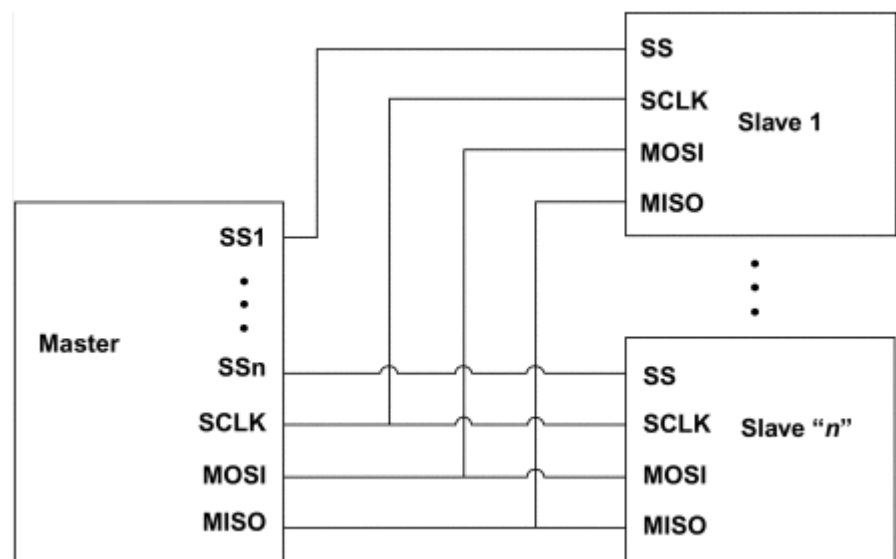 SS
SCLK
Slave 1
MOSI
MISO
SS1
Master
SSn
SCLK
MOSI
MISO
SS
SCLK
Slave “n”
MOSI
MISO